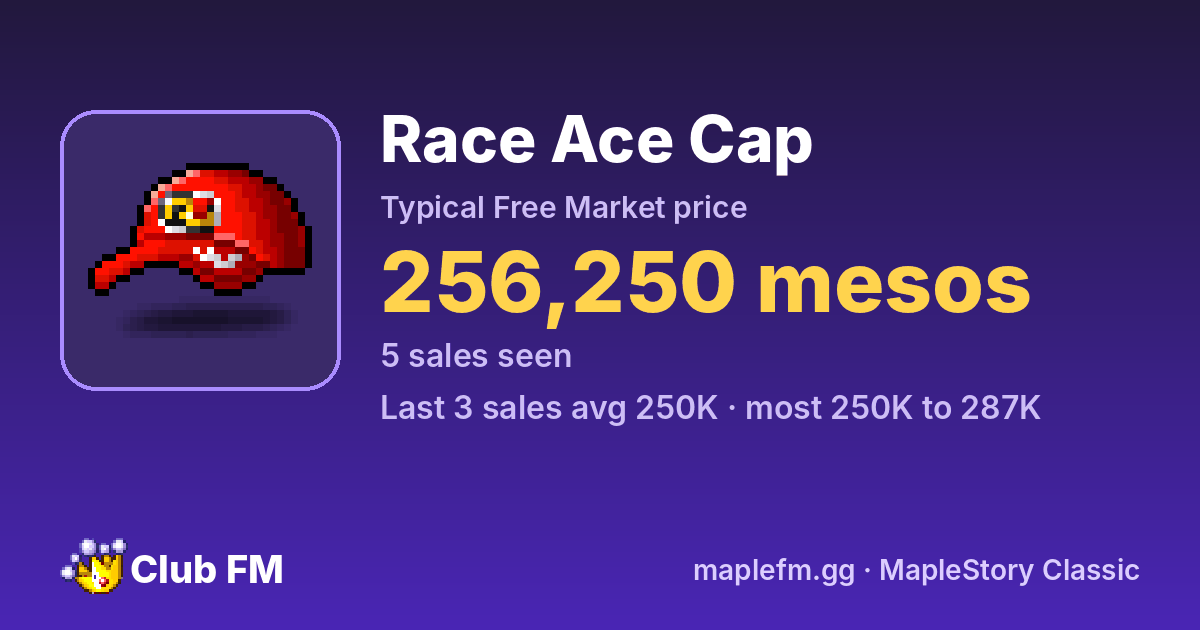 Race Ace Cap
Typical Free Market price
256,250 mesos
5 sales seen
Last 3 sales avg 250K · most 250K to 287K
Club FM
maplefm.gg · MapleStory Classic